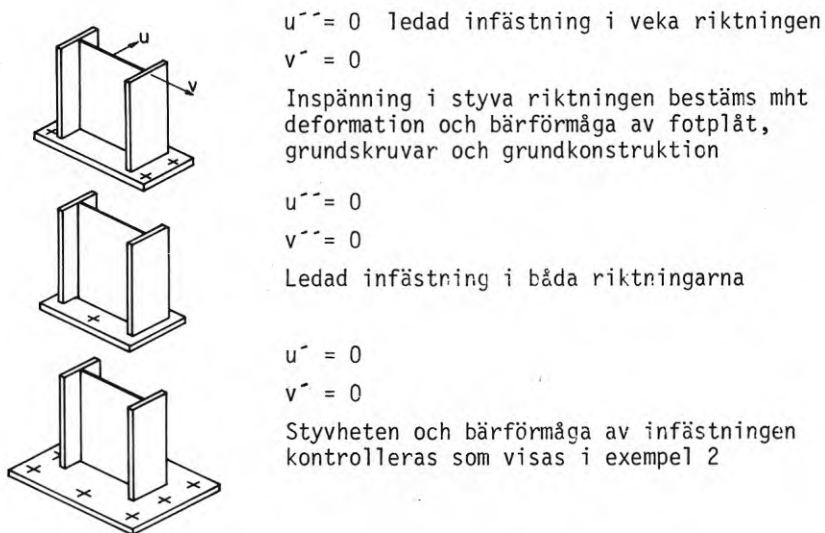 u´´= 0 ledad infästning i veka riktningen
u
v´ = 0
v
Inspänning i styva riktningen bestäms mht
deformation och bärförmåga av fotplåt,
grundskruvar och grundkonstruktion
u´´= 0
v´´= 0
Ledad infästning i båda riktningarna
u´ = 0
v´ = 0
Styvheten och bärförmåga av infästningen
kontrolleras som visas i exempel 2